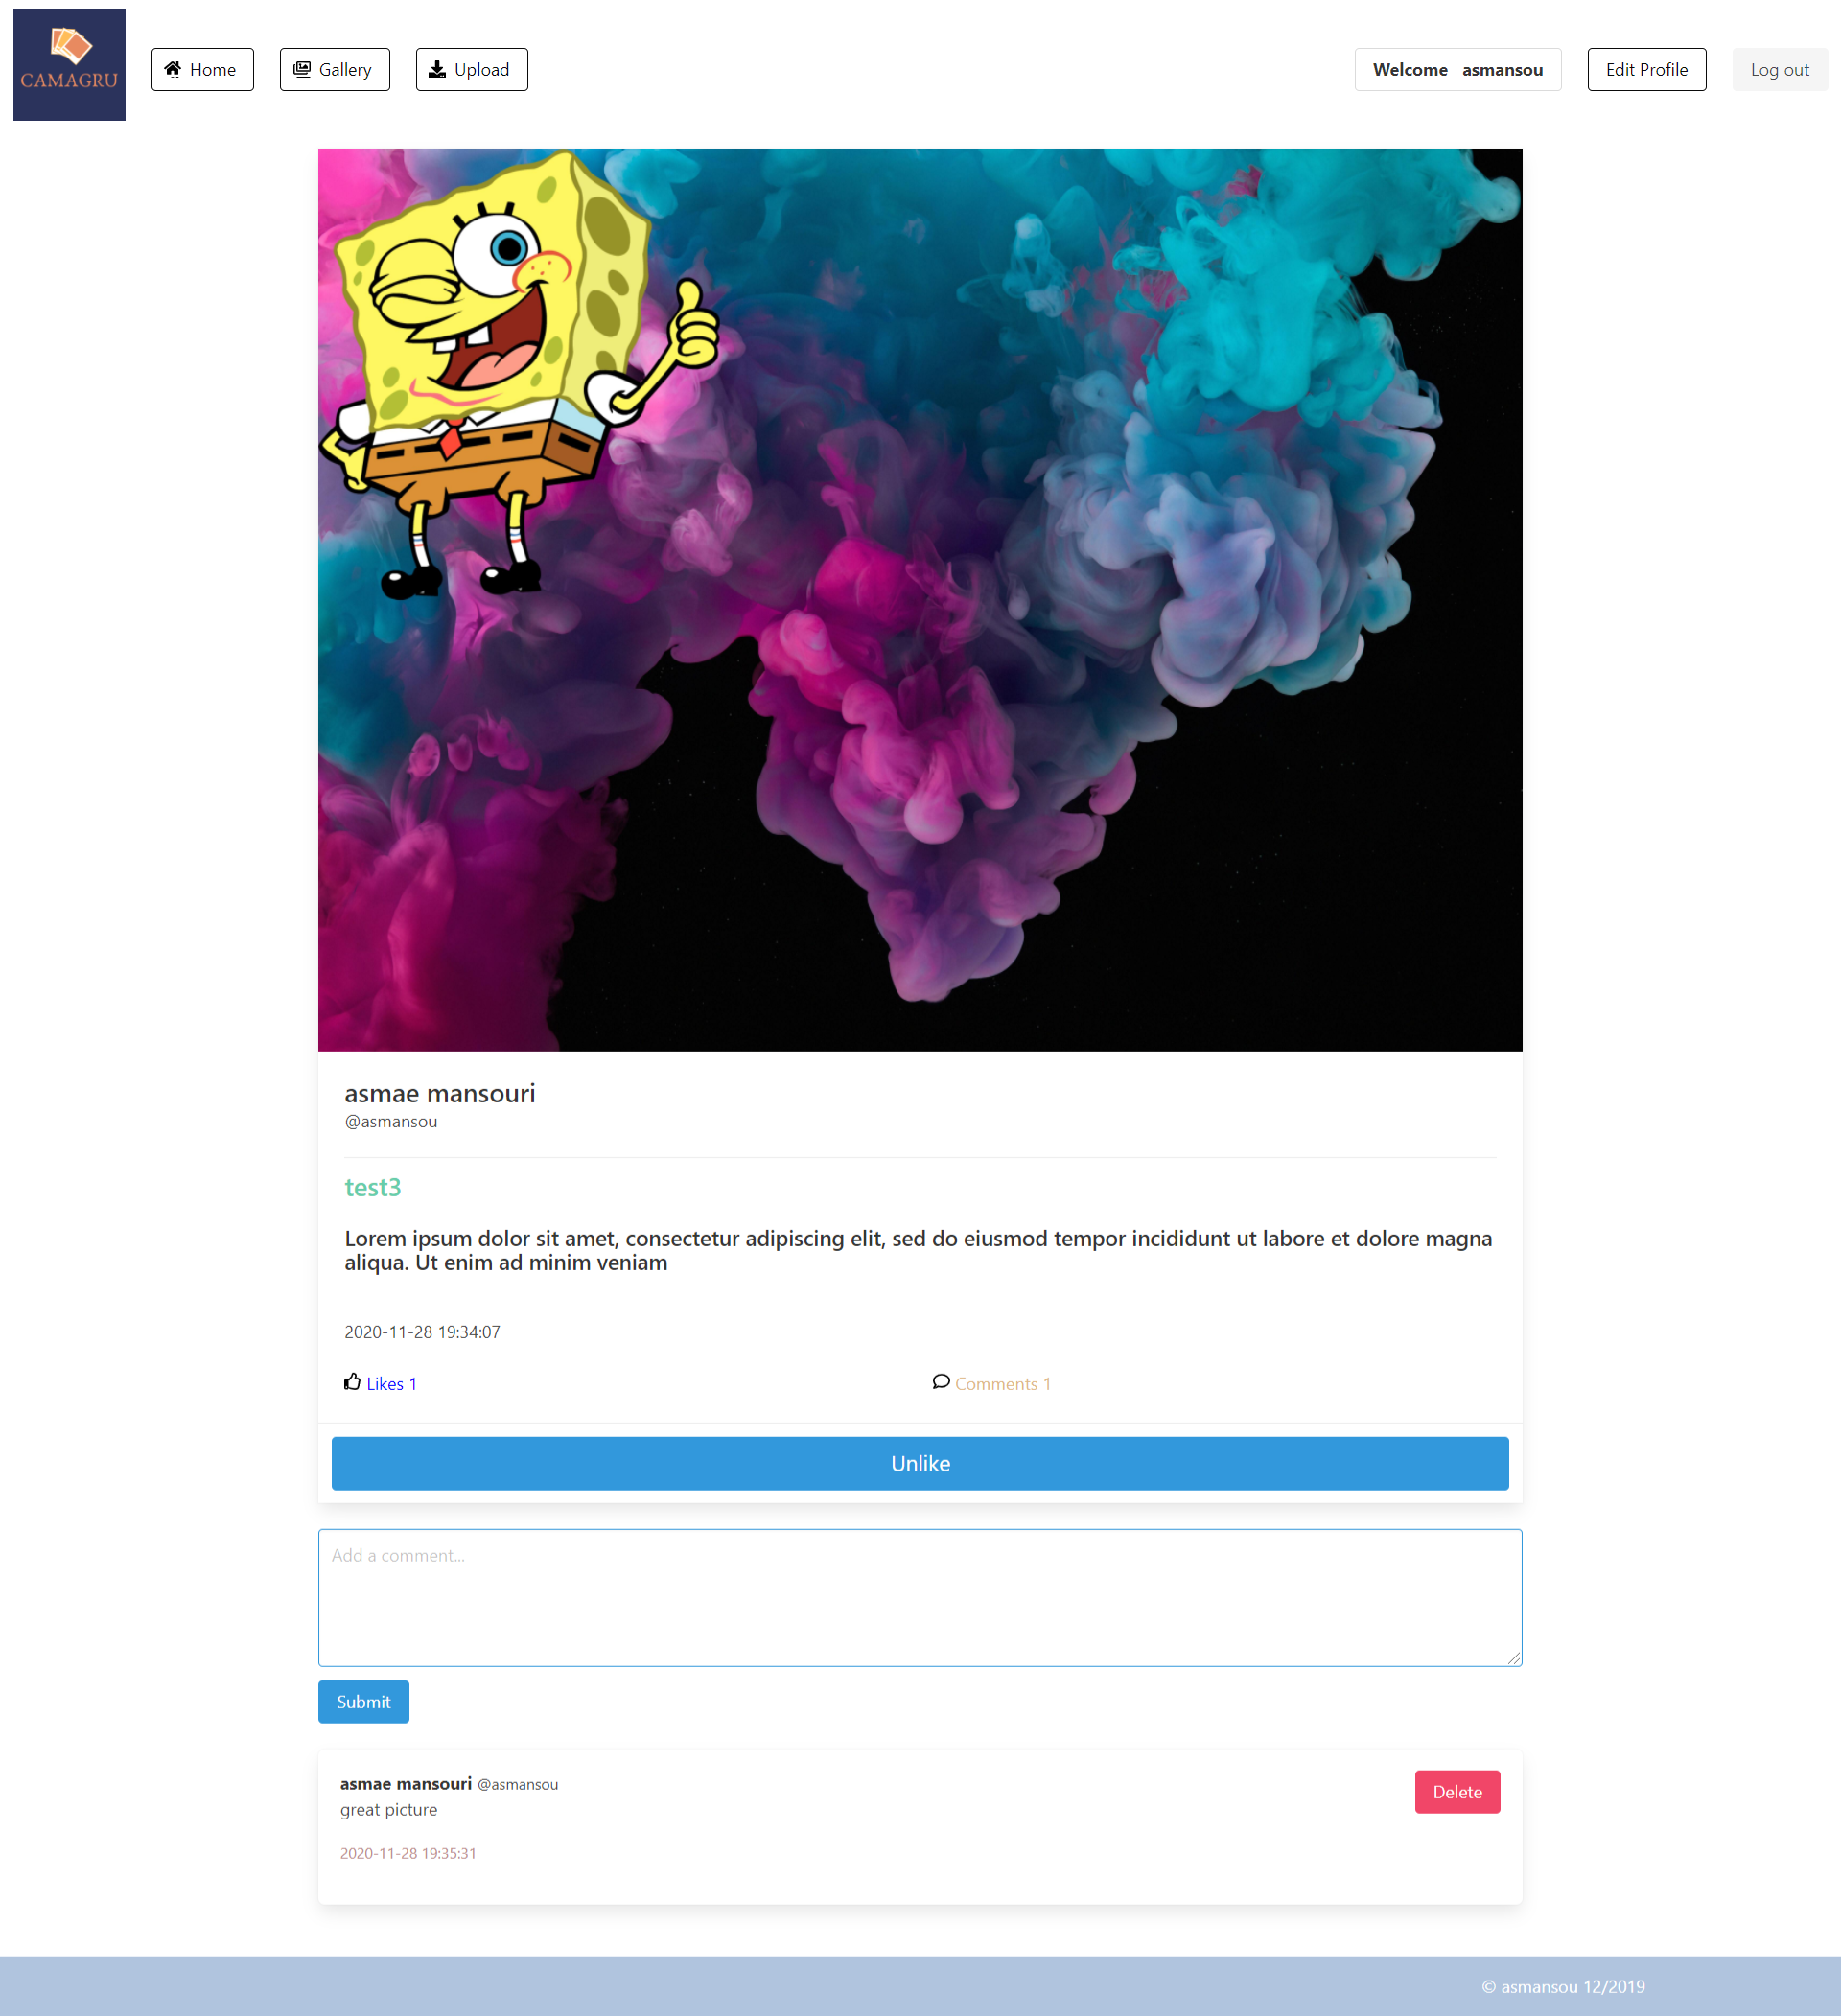 CAMAGRU
Home
Gallery
Upload
Welcome asmansou
Edit Profile
Log out
asmae mansouri
@asmansou
test3
Lorem ipsum dolor sit amet, consectetur adipiscing elit, sed do eiusmod tempor incididunt ut labore et dolore magna
aliqua. Ut enim ad minim veniam
2020-11-28 19:34:07
Likes 1
Comments 1
Unlike
Add a comment...
Submit
asmae mansouri @asmansou
Delete
great picture
2020-11-28 19:35:31
© asmansou 12/2019